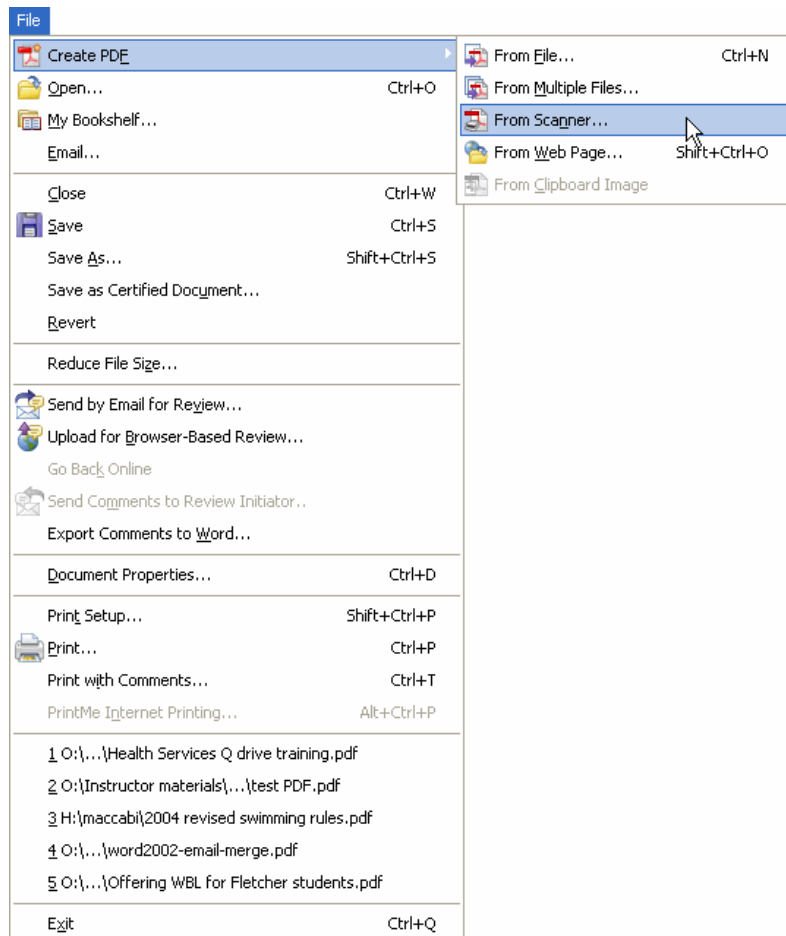 File
Create PDF
From File... Ctrl+N
From Multiple Files...
From Scanner...
From Web Page... Shift+Ctrl+O
From Clipboard Image
Open... Ctrl+O
My Bookshelf...
Email...
Close Ctrl+W
Save Ctrl+S
Save As... Shift+Ctrl+S
Save as Certified Document...
Revert
Reduce File Size...
Send by Email for Review...
Upload for Browser-Based Review...
Go Back Online
Send Comments to Review Initiator..
Export Comments to Word...
Document Properties... Ctrl+D
Print Setup... Shift+Ctrl+P
Print... Ctrl+P
Print with Comments... Ctrl+T
PrintMe Internet Printing... Alt+Ctrl+P
1 O:\...\Health Services Q drive training.pdf
2 O:\Instructor materials\...\test PDF.pdf
3 H:\maccabi\2004 revised swimming rules.pdf
4 O:\...\word2002-email-merge.pdf
5 O:\...\Offering WBL for Fletcher students.pdf
Exit Ctrl+Q